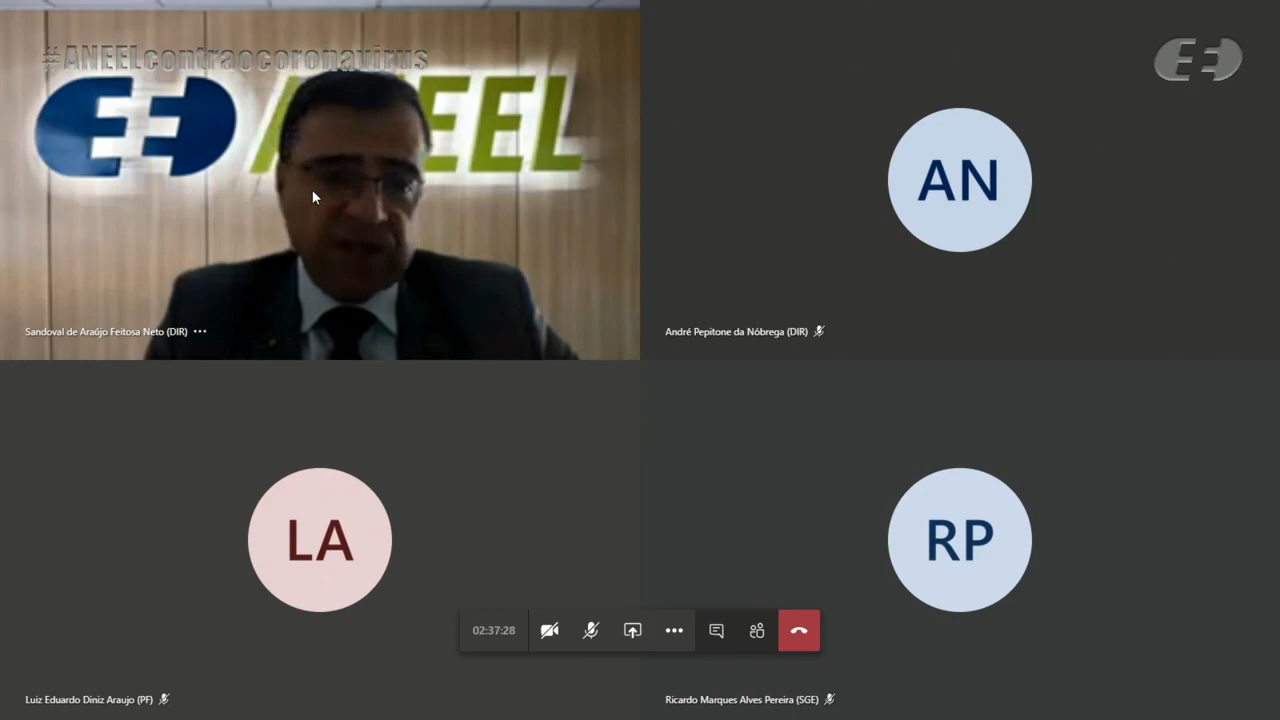 #ANEELcontraocoronavirus
ANEEL
Sandoval de Araújo Feitosa Neto (DIR)
AN
André Pepitone da Nóbrega (DIR)
LA
Luiz Eduardo Diniz Araujo (PF)
RP
Ricardo Marques Alves Pereira (SGE)
02:37:28